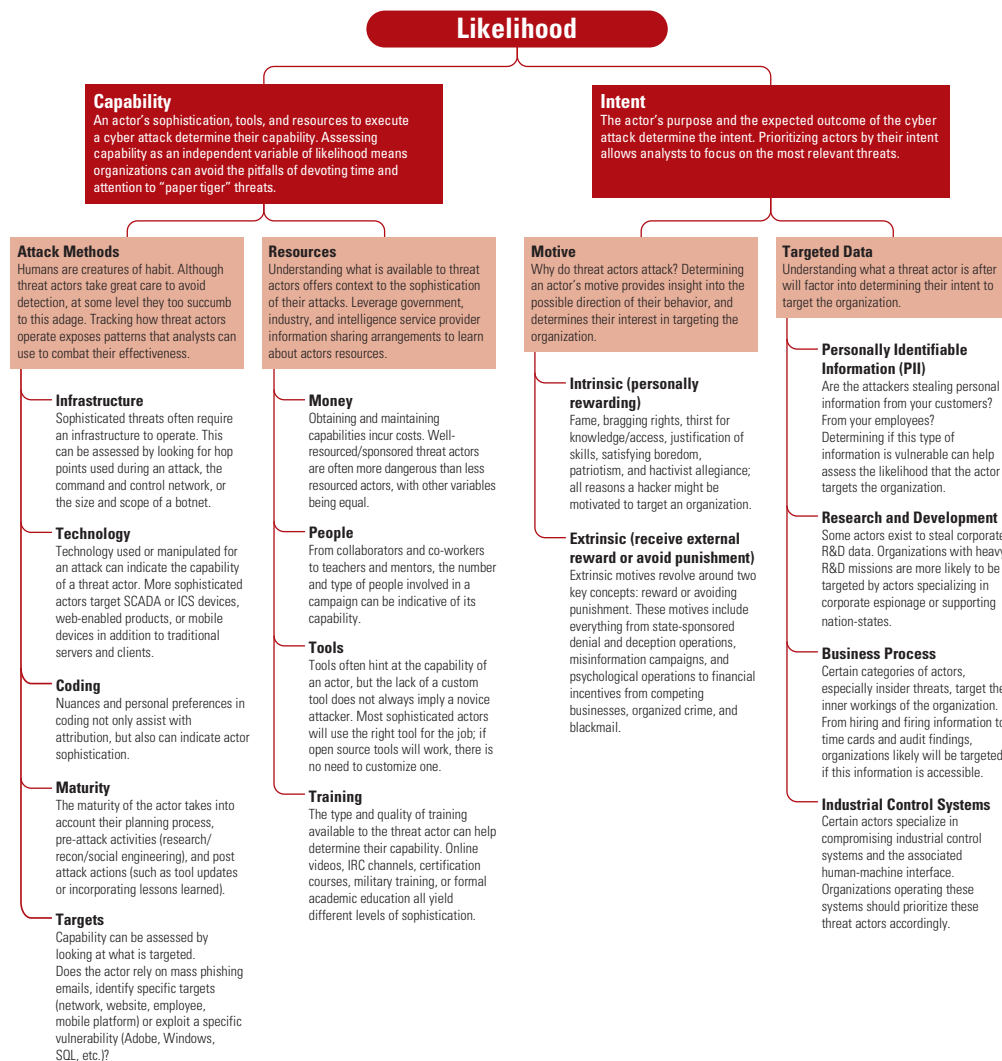 Likelihood
Capability
An actor's sophistication, tools, and resources to execute
a cyber attack determine their capability. Assessing
capability as an independent variable of likelihood means
organizations can avoid the pitfalls of devoting time and
attention to “paper tiger” threats.
Intent
The actor's purpose and the expected outcome of the cyber
attack determine the intent. Prioritizing actors by their intent
allows analysts to focus on the most relevant threats.
Attack Methods
Humans are creatures of habit. Although
threat actors take great care to avoid
detection, at some level they too succumb
to this adage. Tracking how threat actors
operate exposes patterns that analysts can
use to combat their effectiveness.
Infrastructure
Sophisticated threats often require
an infrastructure to operate. This
can be assessed by looking for hop
points used during an attack, the
command and control network, or
the size and scope of a botnet.
Technology
Technology used or manipulated for
an attack can indicate the capability
of a threat actor. More sophisticated
actors target SCADA or ICS devices,
web-enabled products, or mobile
devices in addition to traditional
servers and clients.
Coding
Nuances and personal preferences in
coding not only assist with
attribution, but also can indicate actor
sophistication.
Maturity
The maturity of the actor takes into
account their planning process,
pre-attack activities (research/
recon/social engineering), and post
attack actions (such as tool updates
or incorporating lessons learned).
Targets
Capability can be assessed by
looking at what is targeted.
Does the actor rely on mass phishing
emails, identify specific targets
(network, website, employee,
mobile platform) or exploit a specific
vulnerability (Adobe, Windows,
SQL, etc.)?
Resources
Understanding what is available to threat
actors offers context to the sophistication
of their attacks. Leverage government,
industry, and intelligence service provider
information sharing arrangements to learn
about actors resources.
Money
Obtaining and maintaining
capabilities incur costs. Well-
resourced/sponsored threat actors
are often more dangerous than less
resourced actors, with other variables
being equal.
People
From collaborators and co-workers
to teachers and mentors, the number
and type of people involved in a
campaign can be indicative of its
capability.
Tools
Tools often hint at the capability of
an actor, but the lack of a custom
tool does not always imply a novice
attacker. Most sophisticated actors
will use the right tool for the job; if
open source tools will work, there is
no need to customize one.
Training
The type and quality of training
available to the threat actor can help
determine their capability. Online
videos, IRC channels, certification
courses, military training, or formal
academic education all yield
different levels of sophistication.
Motive
Why do threat actors attack? Determining
an actor's motive provides insight into the
possible direction of their behavior, and
determines their interest in targeting the
organization.
Intrinsic (personally
rewarding)
Fame, bragging rights, thirst for
knowledge/access, justification of
skills, satisfying boredom,
patriotism, and hactivist allegiance;
all reasons a hacker might be
motivated to target an organization.
Extrinsic (receive external
reward or avoid punishment)
Extrinsic motives revolve around two
key concepts: reward or avoiding
punishment. These motives include
everything from state-sponsored
denial and deception operations,
misinformation campaigns, and
psychological operations to financial
incentives from competing
businesses, organized crime, and
blackmail.
Targeted Data
Understanding what a threat actor is after
will factor into determining their intent to
target the organization.
Personally Identifiable
Information (PII)
Are the attackers stealing personal
information from your customers?
From your employees?
Determining if this type of
information is vulnerable can help
assess the likelihood that the actor
targets the organization.
Research and Development
Some actors exist to steal corporate
R&D data. Organizations with heavy
R&D missions are more likely to be
targeted by actors specializing in
corporate espionage or supporting
nation-states.
Business Process
Certain categories of actors,
especially insider threats, target the
inner workings of the organization.
From hiring and firing information to
time cards and audit findings,
organizations likely will be targeted
if this information is accessible.
Industrial Control Systems
Certain actors specialize in
compromising industrial control
systems and the associated
human-machine interface.
Organizations operating these
systems should prioritize these
threat actors accordingly.